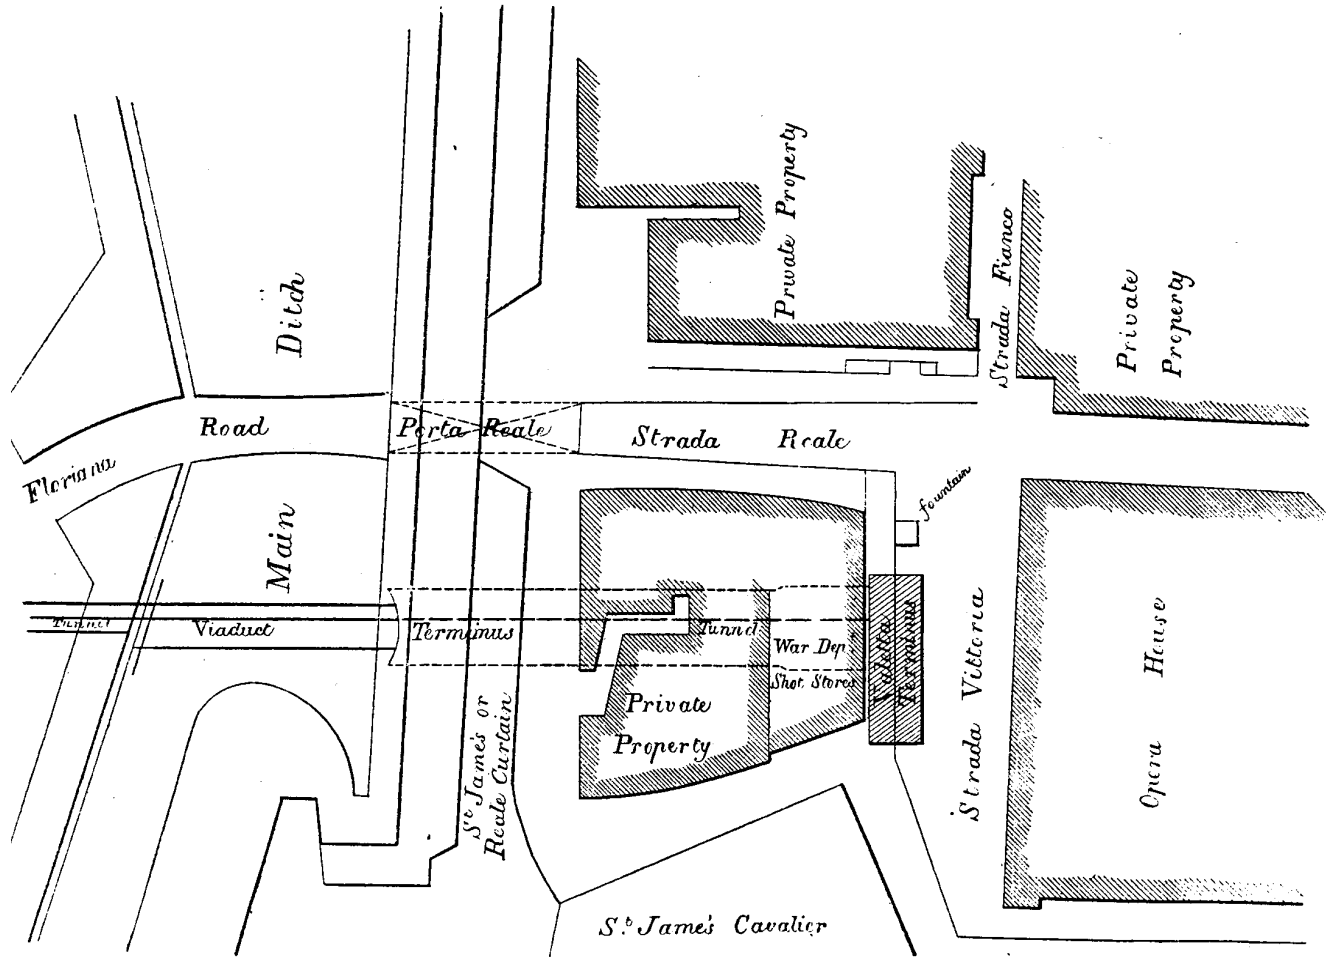 Private Property
Strada Fianco
Private
Property
Ditch
Road
Porta Reale
Strada Reale
Floriana
fountain
Main
Tunnel
Viaduct
Terminus
Tunnel
War Dep.
Shot Stores
Valetta
Terminus
Strada Vittoria
Opera House
Private
Property
St. James's or
Reale Curtain
St. James's Cavalier